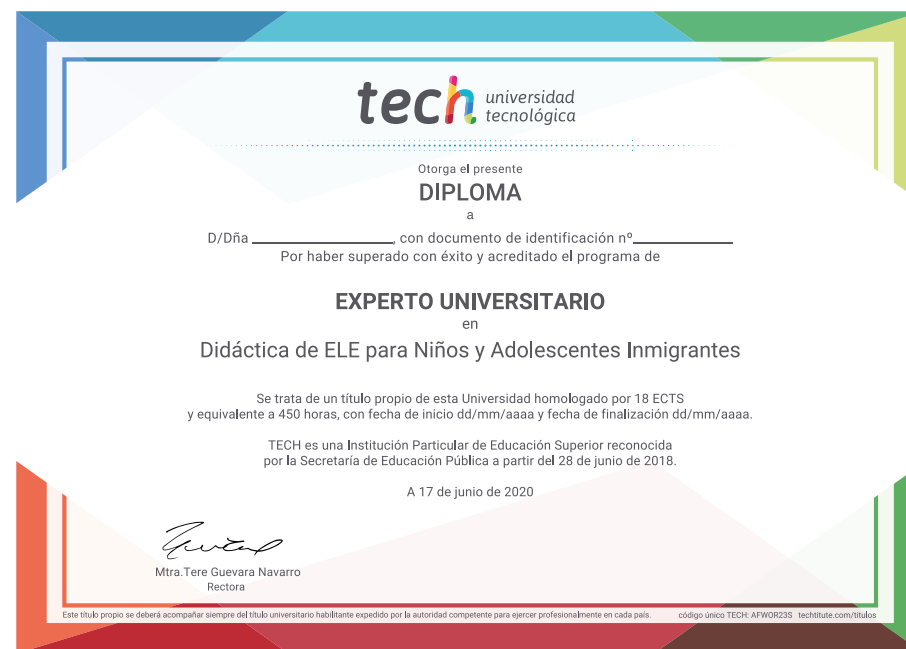 tech universidad
tecnológica
Otorga el presente
DIPLOMA
a
D/Dña ____________________, con documento de identificación nº______________
Por haber superado con éxito y acreditado el programa de
EXPERTO UNIVERSITARIO
en
Didáctica de ELE para Niños y Adolescentes Inmigrantes
Se trata de un título propio de esta Universidad homologado por 18 ECTS
y equivalente a 450 horas, con fecha de inicio dd/mm/aaaa y fecha de finalización dd/mm/aaaa.
TECH es una Institución Particular de Educación Superior reconocida
por la Secretaría de Educación Pública a partir del 28 de junio de 2018.
A 17 de junio de 2020
Mtra.Tere Guevara Navarro
Rectora
Este título propio se deberá acompañar siempre del título universitario habilitante expedido por la autoridad competente para ejercer profesionalmente en cada país. código único TECH: AFWOR23S techtitute.com/titulos